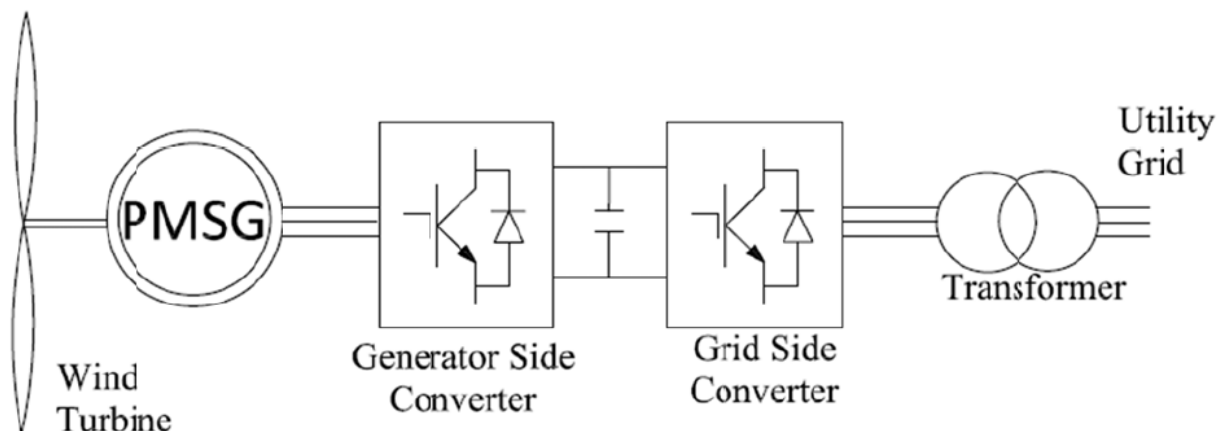 Utility
Grid
PMSG
Transformer
Generator Side
Converter
Grid Side
Converter
Wind
Turbine